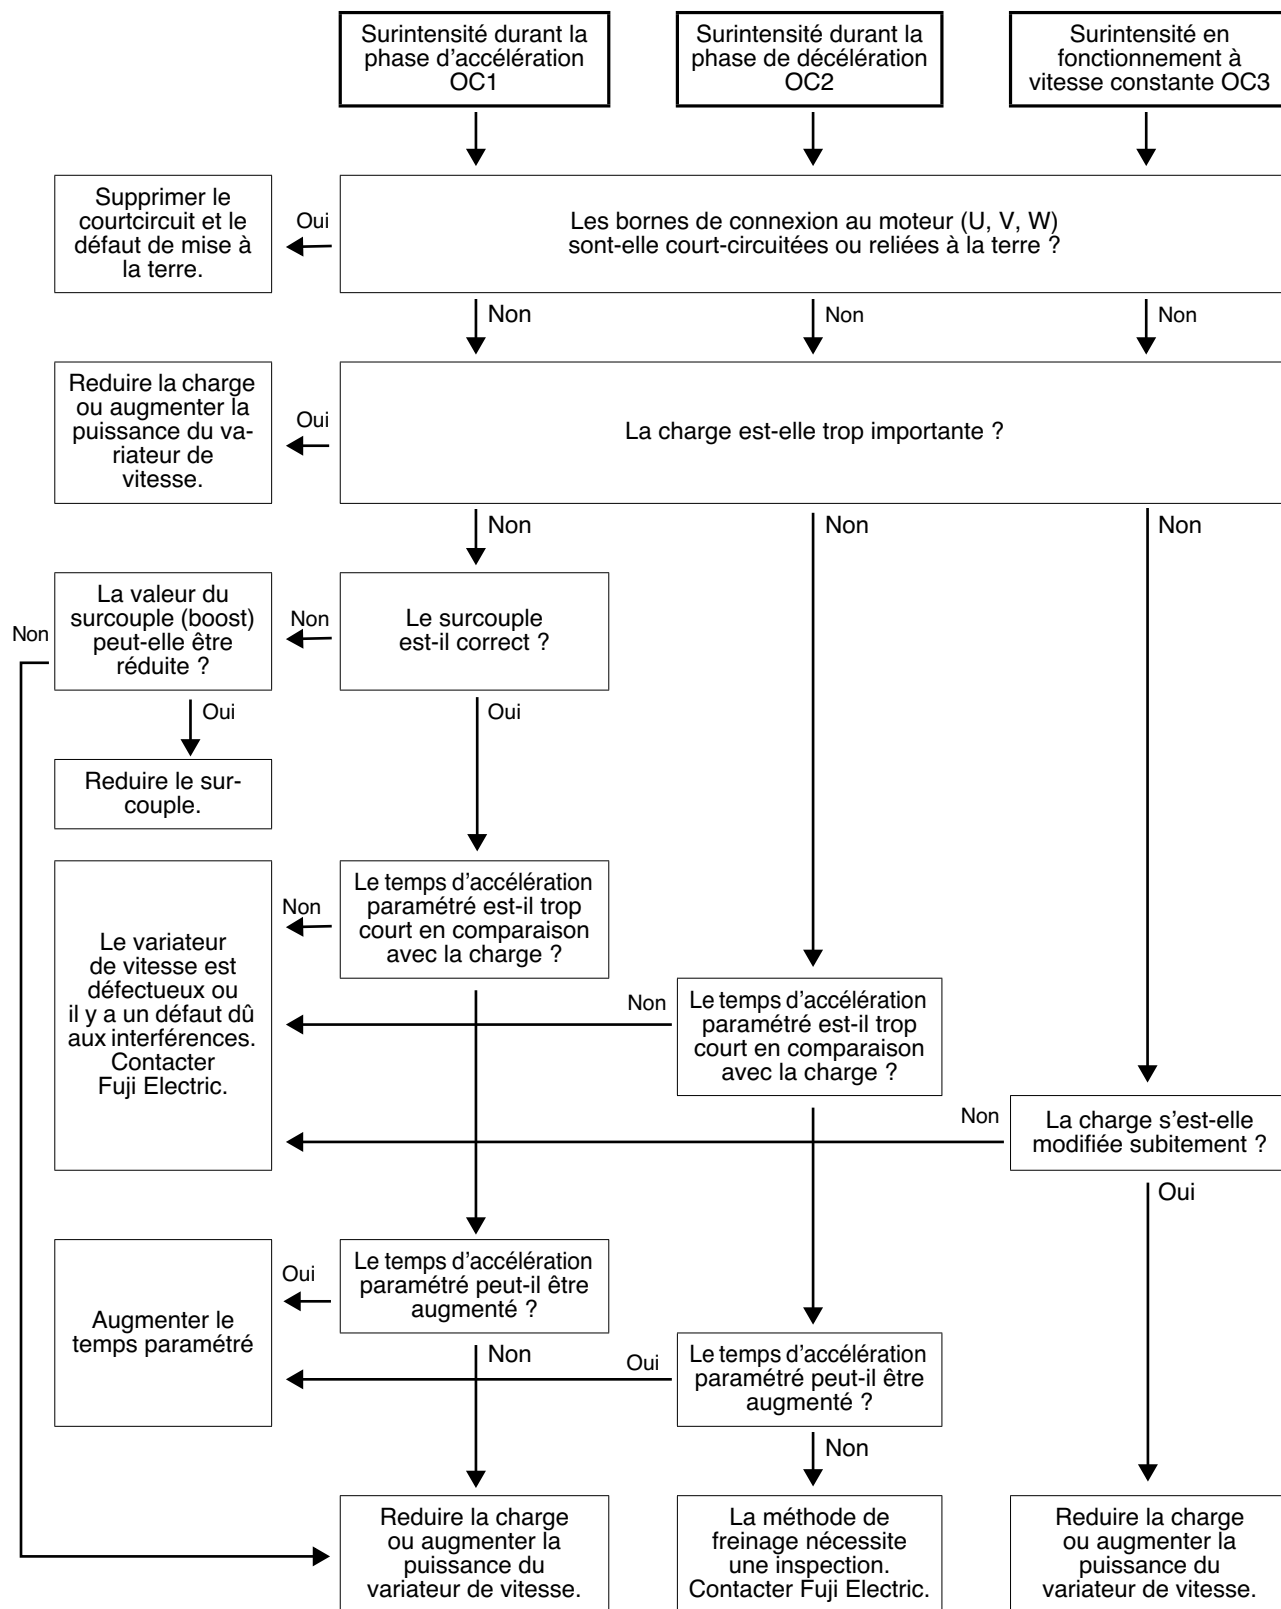 Surintensité durant la
phase d'accélération
OC1
Surintensité durant la
phase de décélération
OC2
Surintensité en
fonctionnement à
vitesse constante OC3
Supprimer le
courtcircuit et le
défaut de mise à
la terre.
Oui
Les bornes de connexion au moteur (U, V, W)
sont-elle court-circuitées ou reliées à la terre ?
Non
Non
Non
Reduire la charge
ou augmenter la
puissance du va-
riateur de
vitesse.
Oui
La charge est-elle trop importante ?
Non
Non
Non
Non
La valeur du
surcouple (boost)
peut-elle être
réduite ?
Non
Le surcouple
est-il correct ?
Oui
Oui
Reduire le sur-
couple.
Le variateur
de vitesse est
défectueux ou
il y a un défaut dû
aux interférences.
Contacter
Fuji Electric.
Non
Le temps d'accélération
paramétré est-il trop
court en comparaison
avec la charge ?
Non
Le temps d'accélération
paramétré est-il trop
court en comparaison
avec la charge ?
Non
La charge s'est-elle
modifiée subitement ?
Oui
Augmenter le
temps paramétré
Oui
Le temps d'accélération
paramétré peut-il être
augmenté ?
Non
Oui
Le temps d'accélération
paramétré peut-il être
augmenté ?
Non
Reduire la charge
ou augmenter la
puissance du
variateur de vitesse.
La méthode de
freinage nécessite
une inspection.
Contacter Fuji Electric.
Reduire la charge
ou augmenter la
puissance du
variateur de vitesse.